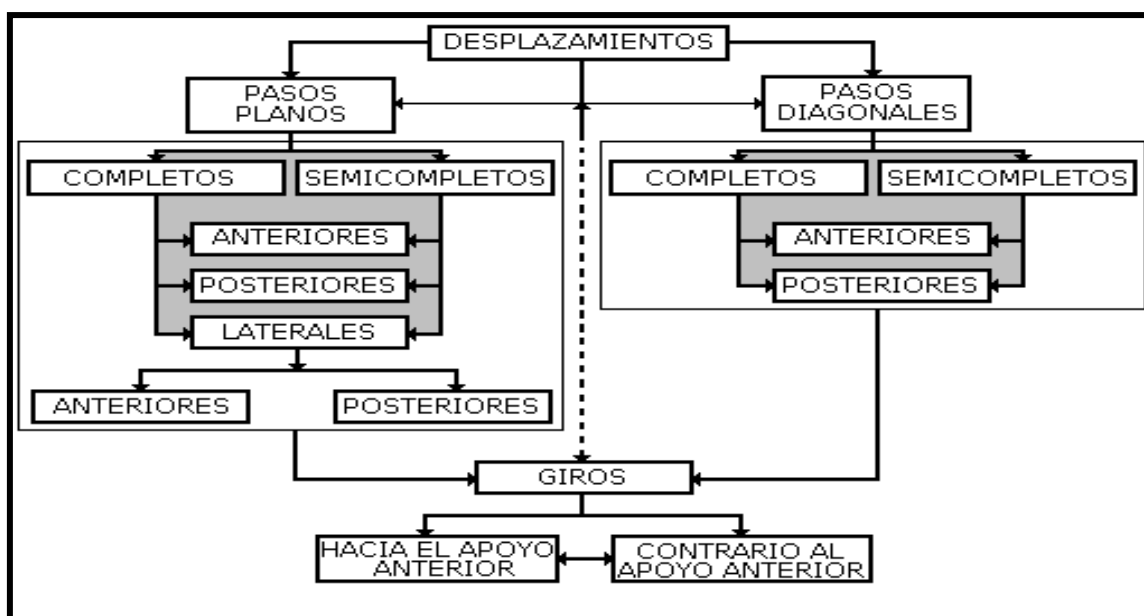 DESPLAZAMIENTOS
PASOS
PLANOS
PASOS
DIAGONALES
COMPLETOS
SEMICOMPLETOS
ANTERIORES
POSTERIORES
LATERALES
ANTERIORES
POSTERIORES
COMPLETOS
SEMICOMPLETOS
ANTERIORES
POSTERIORES
GIROS
HACIA EL APOYO
ANTERIOR
CONTRARIO AL
APOYO ANTERIOR